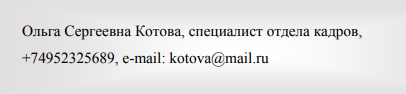 Ольга Сергеевна Котова, специалист отдела кадров,
+74952325689, e-mail: kotova@mail.ru